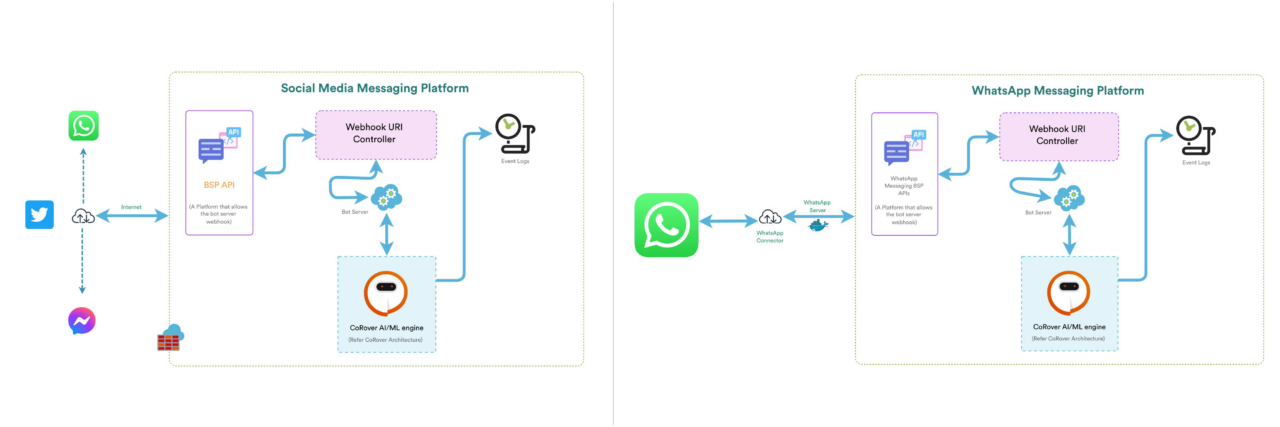 Social Media Messaging Platform
API
BSP API
(A Platform that allows
the bot server
webhook)
Webhook URI
Controller
Event Logs
Internet
Bot Server
CoRover AI/ML engine
(Refer CoRover Architecture)
WhatsApp Messaging Platform
API
WhatsApp
Messaging BSP
APIs
(A Platform that allows
the bot server
webhook)
Webhook URI
Controller
Event Logs
WhatsApp
Server
WhatsApp
Connector
Bot Server
CoRover AI/ML engine
(Refer CoRover Architecture)